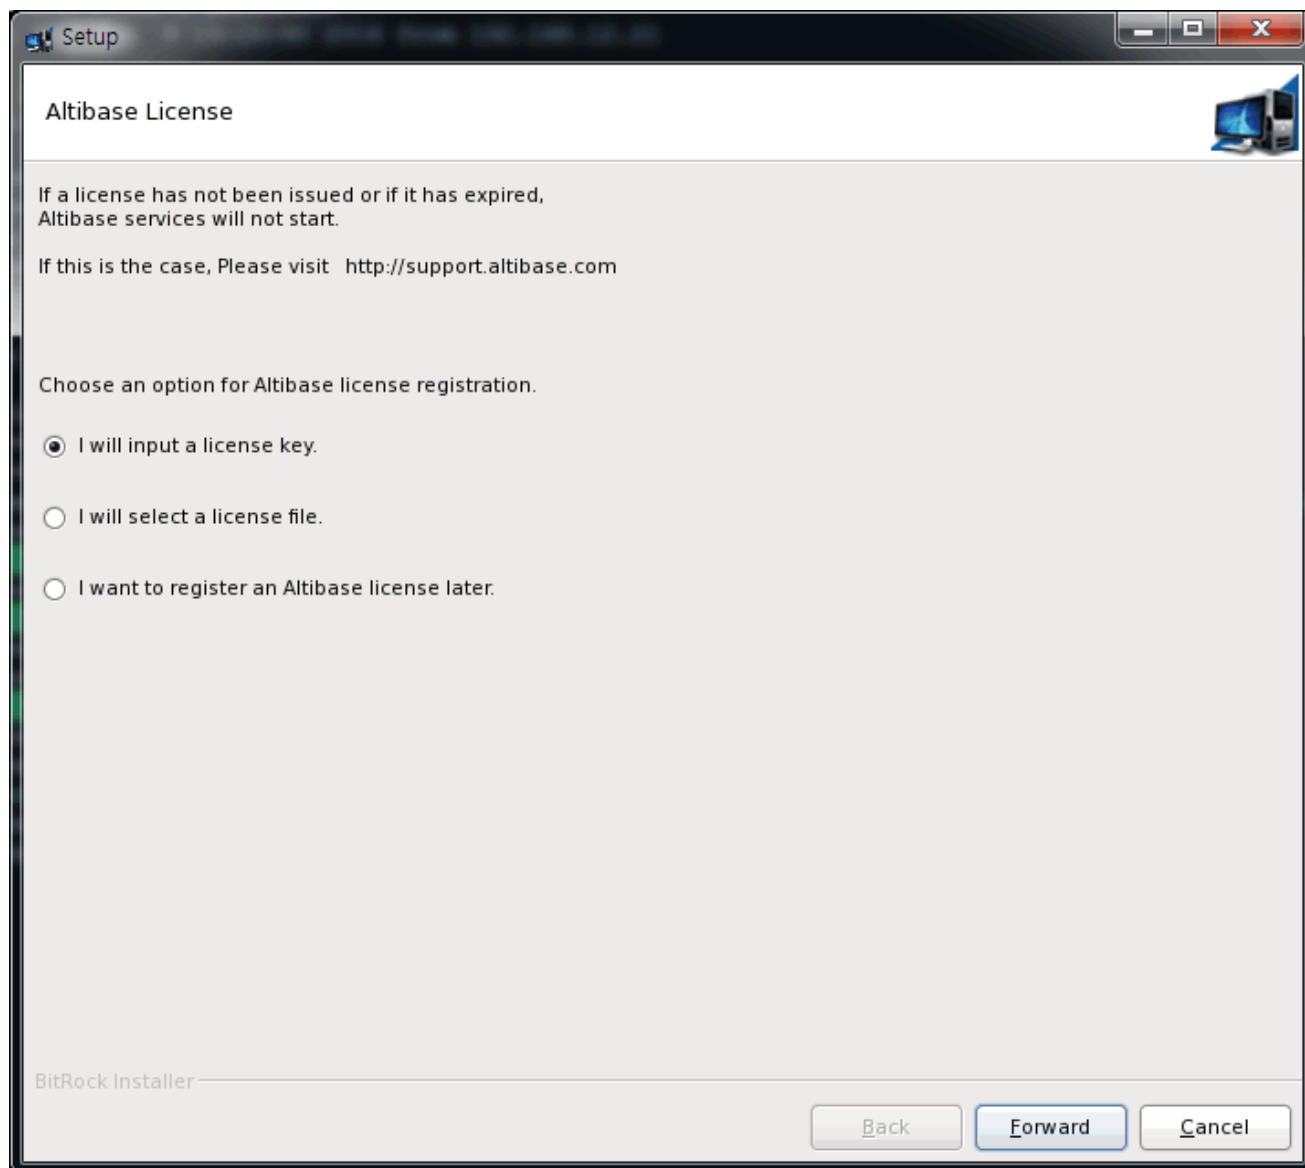 Setup
Altibase License
If a license has not been issued or if it has expired,
Altibase services will not start.
If this is the case, Please visit http://support.altibase.com
Choose an option for Altibase license registration.
I will input a license key.
I will select a license file.
I want to register an Altibase license later.
BitRock Installer
Back Forward Cancel